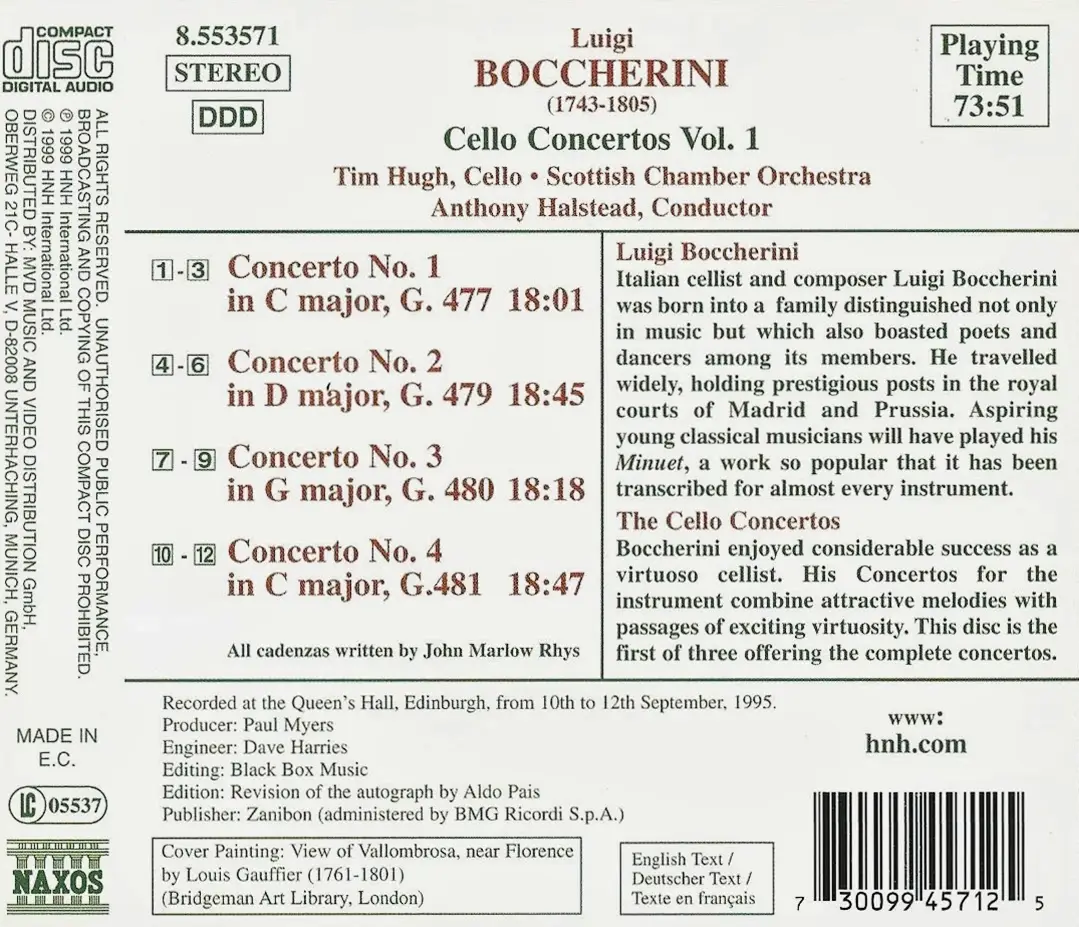 COMPACT
disc
DIGITAL AUDIO
8.553571
STEREO
DDD
Luigi
BOCCHERINI
(1743-1805)
Cello Concertos Vol. 1
Tim Hugh, Cello • Scottish Chamber Orchestra
Anthony Halstead, Conductor
Playing
Time
73:51
ALL RIGHTS RESERVED. UNAUTHORISED PUBLIC PERFORMANCE,
BROADCASTING AND COPYING OF THIS COMPACT DISC PROHIBITED.
℗ 1999 HNH International Ltd.
© 1999 HNH International Ltd.
DISTRIBUTED BY: MVD MUSIC AND VIDEO DISTRIBUTION GmbH,
OBERWEG 21C- HALLE V, D-82008 UNTERHACHING, MUNICH, GERMANY.
1 - 3 Concerto No. 1
in C major, G. 477 18:01
4 - 6 Concerto No. 2
in D major, G. 479 18:45
7 - 9 Concerto No. 3
in G major, G. 480 18:18
10 - 12 Concerto No. 4
in C major, G.481 18:47
All cadenzas written by John Marlow Rhys
Luigi Boccherini
Italian cellist and composer Luigi Boccherini
was born into a family distinguished not only
in music but which also boasted poets and
dancers among its members. He travelled
widely, holding prestigious posts in the royal
courts of Madrid and Prussia. Aspiring
young classical musicians will have played his
Minuet, a work so popular that it has been
transcribed for almost every instrument.
The Cello Concertos
Boccherini enjoyed considerable success as a
virtuoso cellist. His Concertos for the
instrument combine attractive melodies with
passages of exciting virtuosity. This disc is the
first of three offering the complete concertos.
MADE IN
E.C.
LC 05537
NAXOS
Recorded at the Queen's Hall, Edinburgh, from 10th to 12th September, 1995.
Producer: Paul Myers
Engineer: Dave Harries
Editing: Black Box Music
Edition: Revision of the autograph by Aldo Pais
Publisher: Zanibon (administered by BMG Ricordi S.p.A.)
www:
hnh.com
Cover Painting: View of Vallombrosa, near Florence
by Louis Gauffier (1761-1801)
(Bridgeman Art Library, London)
English Text /
Deutscher Text /
Texte en français
7 30099 45712 5